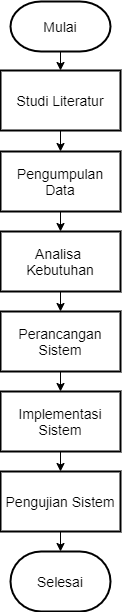 Mulai
Studi Literatur
Pengumpulan
Data
Analisa
Kebutuhan
Perancangan
Sistem
Implementasi
Sistem
Pengujian Sistem
Selesai